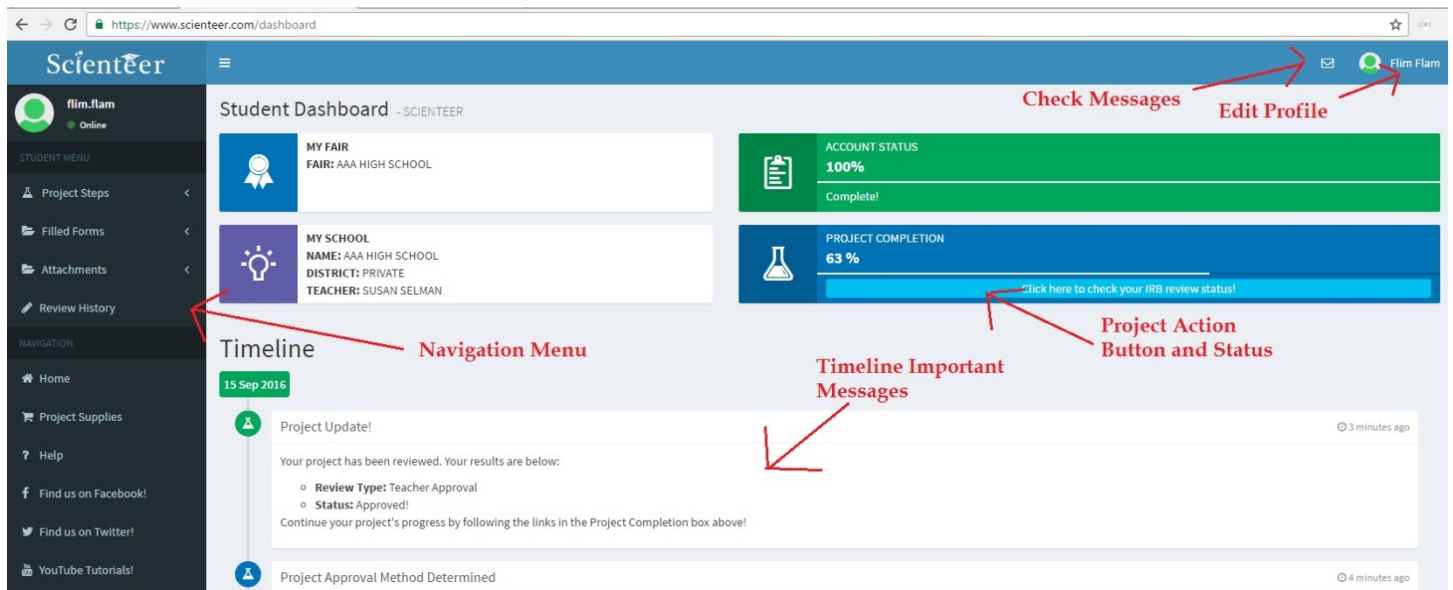 https://www.scienteer.com/dashboard
Scienteer
Flim Flam
flim.flam
Online
STUDENT MENU
Project Steps
Filled Forms
Attachments
Review History
NAVIGATION
Home
Project Supplies
? Help
Find us on Facebook!
Find us on Twitter!
YouTube Tutorials!
Student Dashboard - SCIENTEER
Check Messages
Edit Profile
MY FAIR
FAIR: AAA HIGH SCHOOL
ACCOUNT STATUS
100%
Complete!
MY SCHOOL
NAME: AAA HIGH SCHOOL
DISTRICT: PRIVATE
TEACHER: SUSAN SELMAN
PROJECT COMPLETION
63 %
Click here to check your IRB review status!
Project Action
Button and Status
Navigation Menu
Timeline Important
Messages
Timeline
15 Sep 2016
Project Update!
3 minutes ago
Your project has been reviewed. Your results are below:
Review Type: Teacher Approval
Status: Approved!
Continue your project's progress by following the links in the Project Completion box above!
Project Approval Method Determined
4 minutes ago